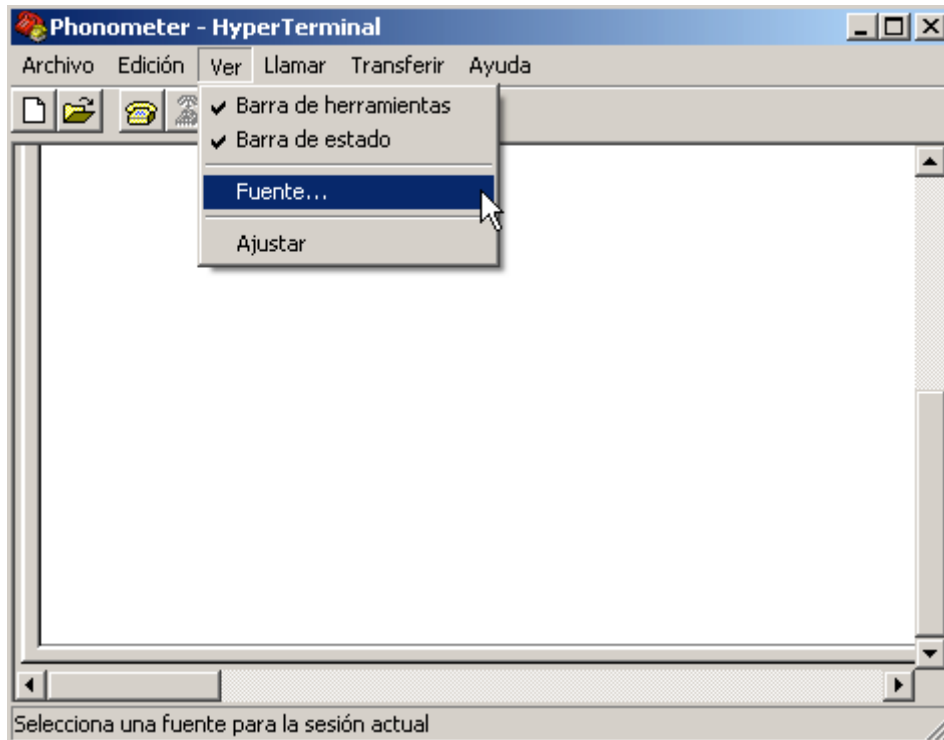 Phonometer - HyperTerminal
Archivo Edición Ver Llamar Transferir Ayuda
Barra de herramientas
Barra de estado
Fuente...
Ajustar
Selecciona una fuente para la sesión actual